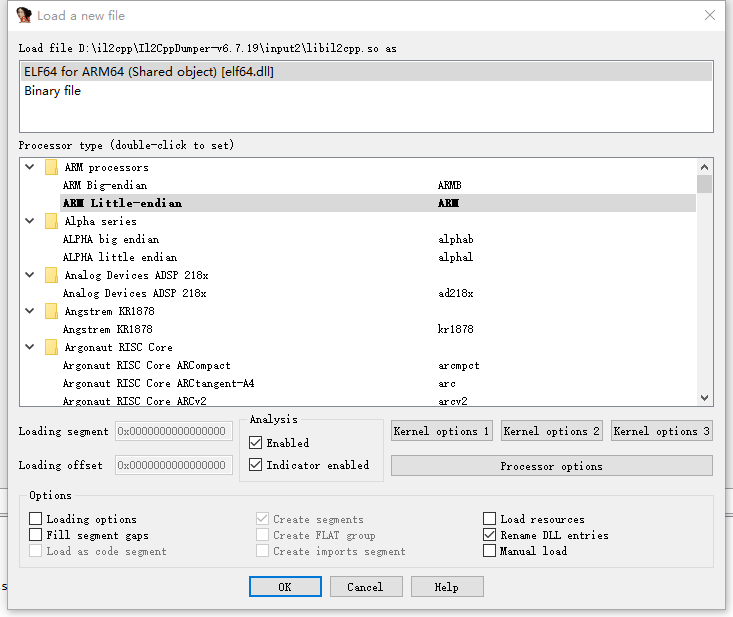 Load a new file
Load file D:\il2cpp\Il2CppDumper-v6.7.19\input2\libil2cpp.so as
ELF64 for ARM64 (Shared object) [elf64.dll]
Binary file
Processor type (double-click to set)
ARM processors
ARM Big-endian ARMB
ARM Little-endian ARM
Alpha series
ALPHA big endian alphab
ALPHA little endian alphal
Analog Devices ADSP 218x
Analog Devices ADSP 218x ad218x
Angstrem KR1878
Angstrem KR1878 kr1878
Argonaut RISC Core
Argonaut RISC Core ARCompact arcmpct
Argonaut RISC Core ARCtangent-A4 arc
Argonaut RISC Core ARCv2 arcv2
Loading segment 0x0000000000000000
Loading offset 0x0000000000000000
Analysis
Enabled
Indicator enabled
Kernel options 1 Kernel options 2 Kernel options 3
Processor options
Options
Loading options Create segments Load resources
Fill segment gaps Create FLAT group Rename DLL entries
Load as code segment Create imports segment Manual load
s
OK Cancel Help